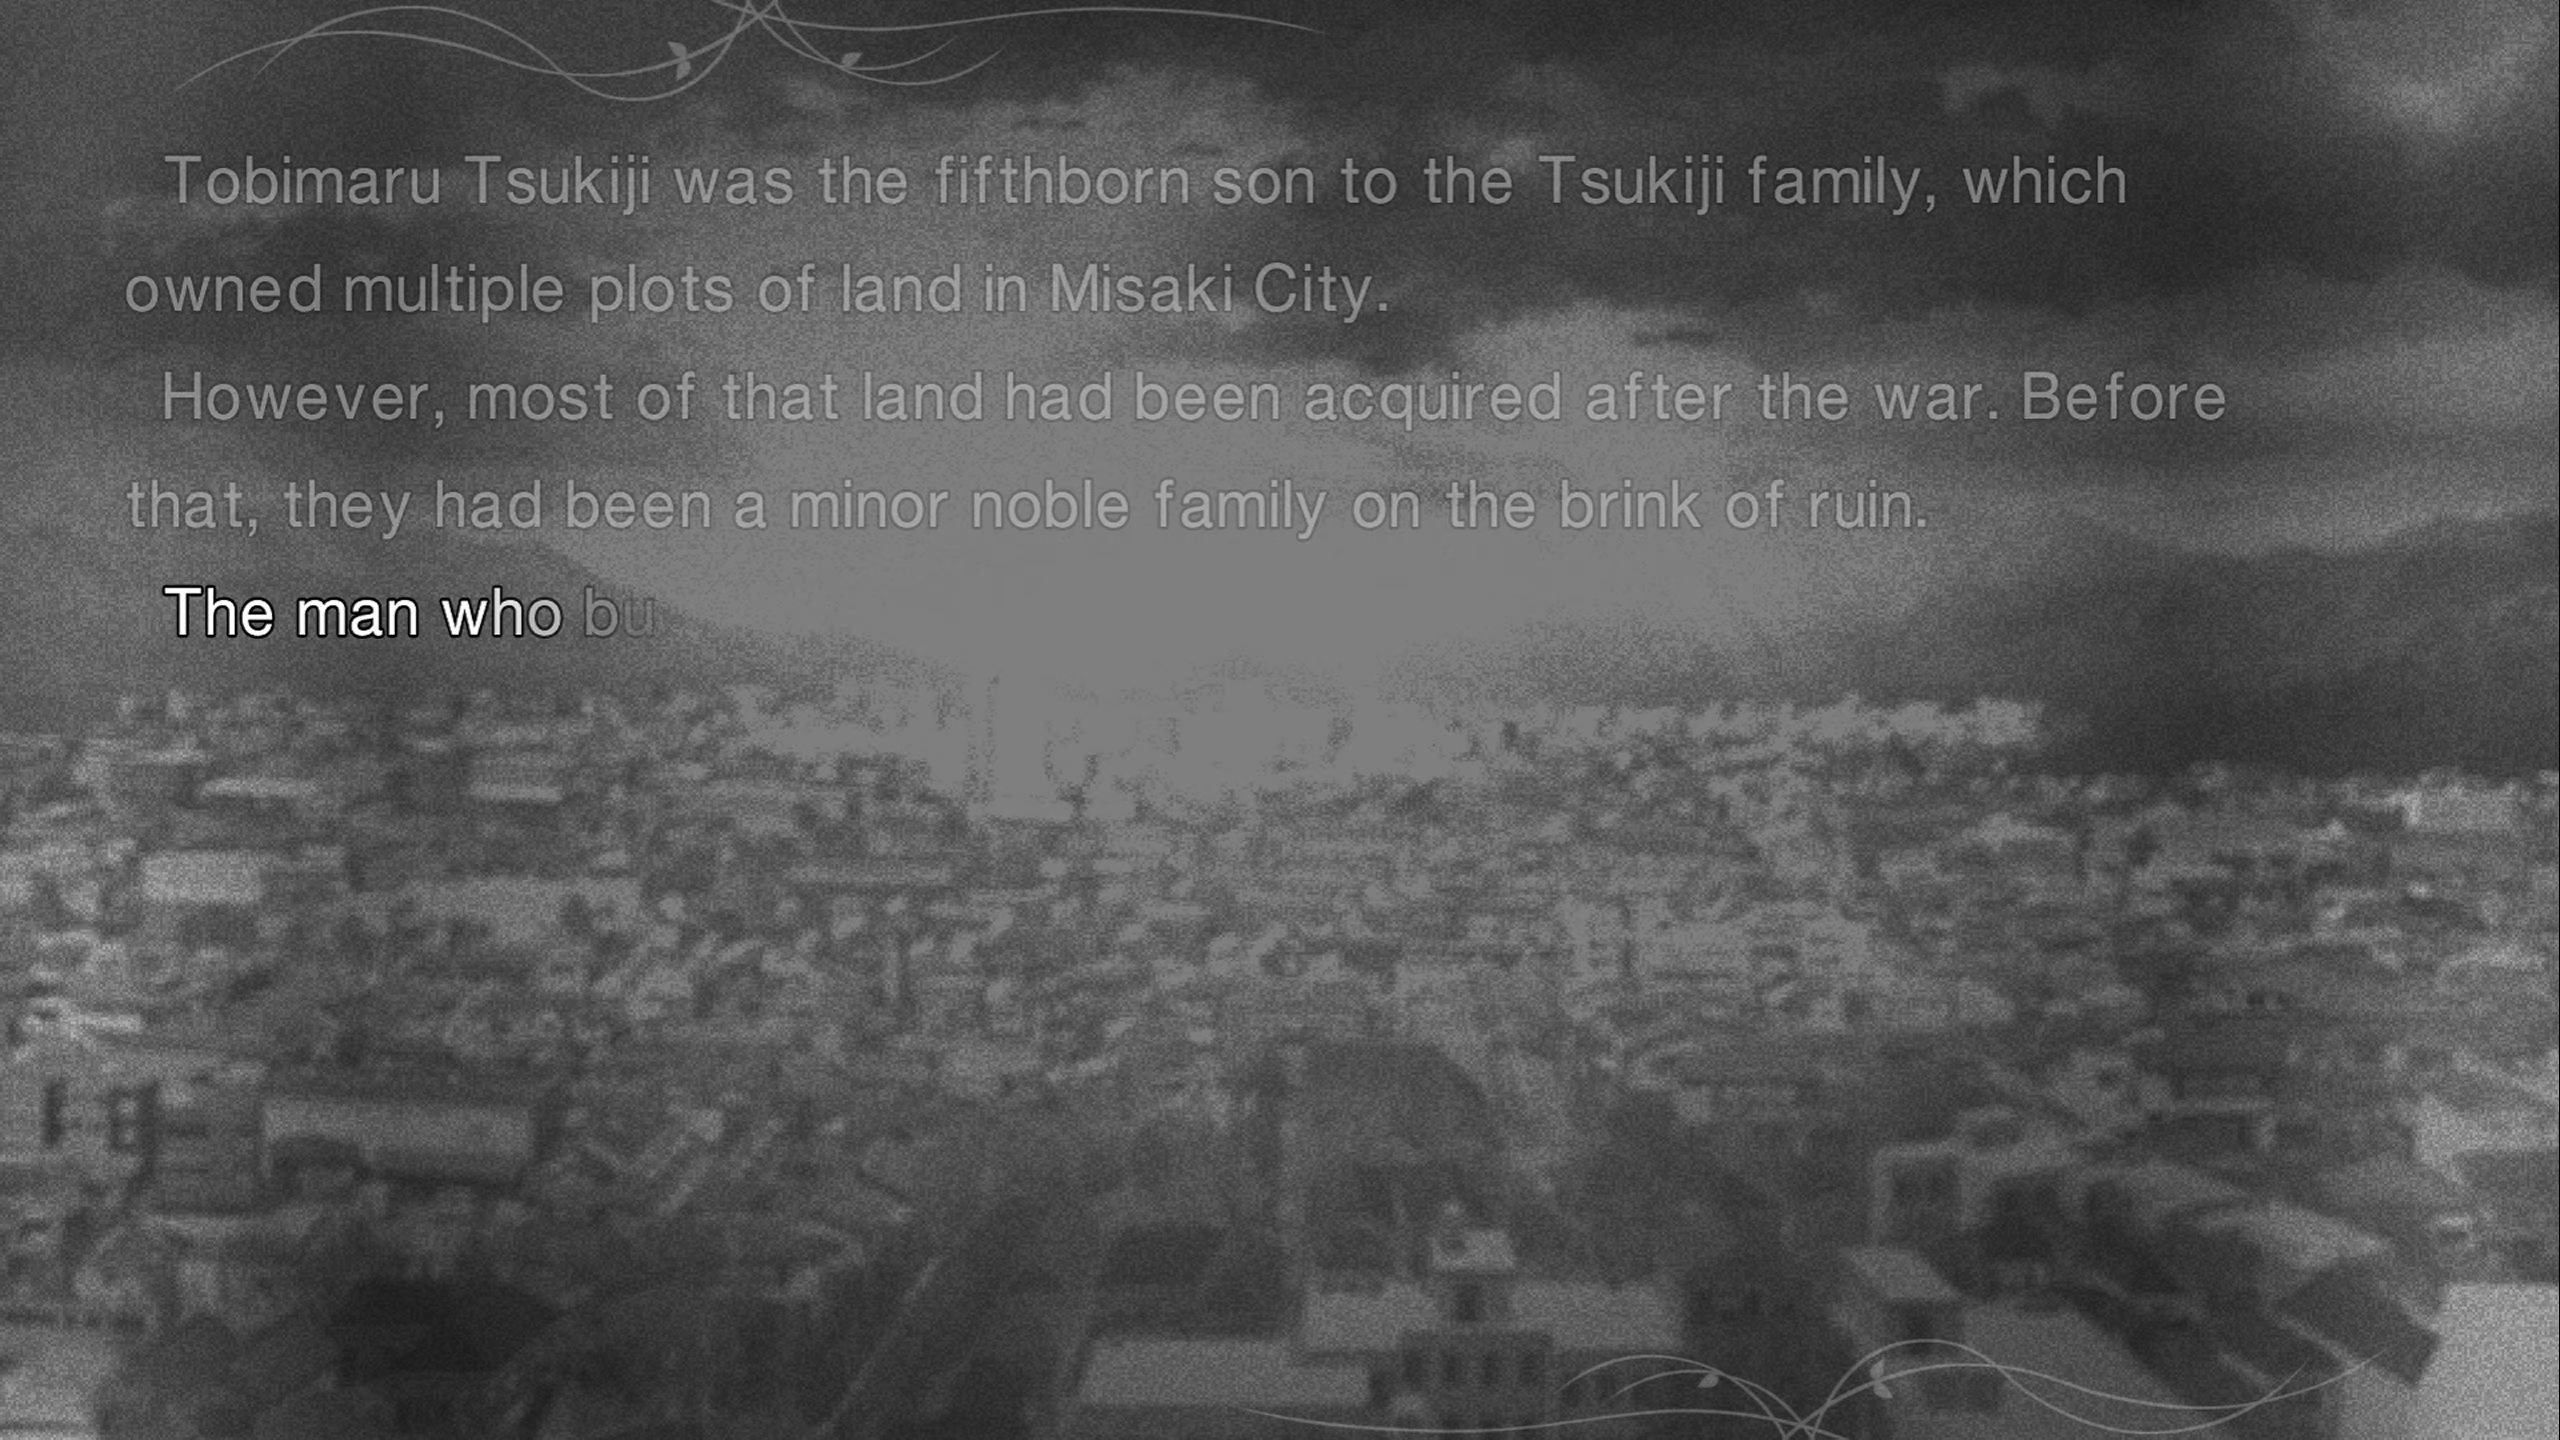 Tobimaru Tsukiji was the fifthborn son to the Tsukiji family, which
owned multiple plots of land in Misaki City.
However, most of that land had been acquired after the war. Before
that, they had been a minor noble family on the brink of ruin.
The man who bu